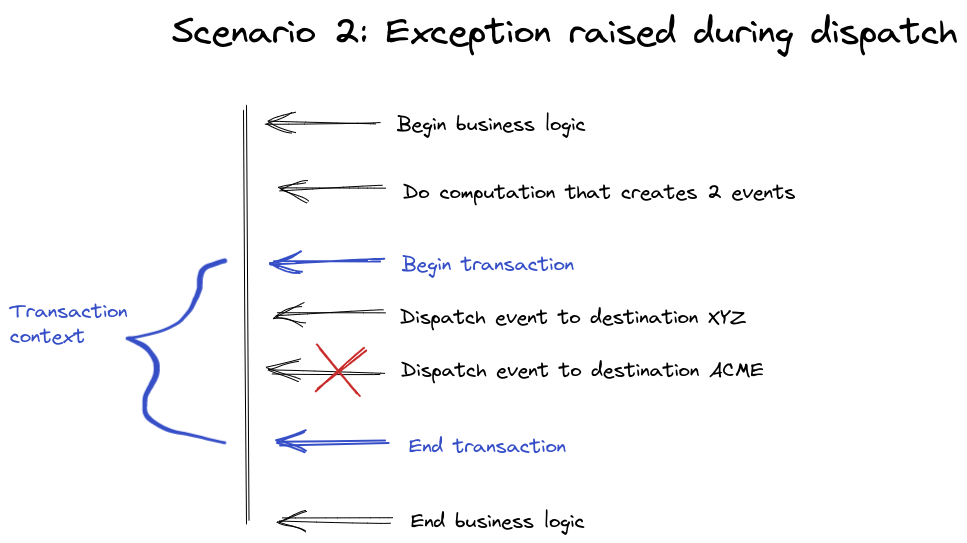 Scenario 2: Exception raised during dispatch
Begin business logic
Do computation that creates 2 events
Begin transaction
Transaction
context
Dispatch event to destination XYZ
Dispatch event to destination ACME
End transaction
End business logic